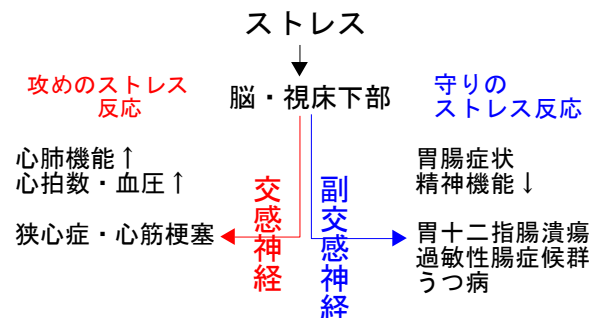 ストレス
脳・視床下部
攻めのストレス
反応
心肺機能↑
心拍数・血圧↑
狭心症・心筋梗塞
交感神経
副交感神経
守りの
ストレス反応
胃腸症状
精神機能↓
胃十二指腸潰瘍
過敏性腸症候群
うつ病